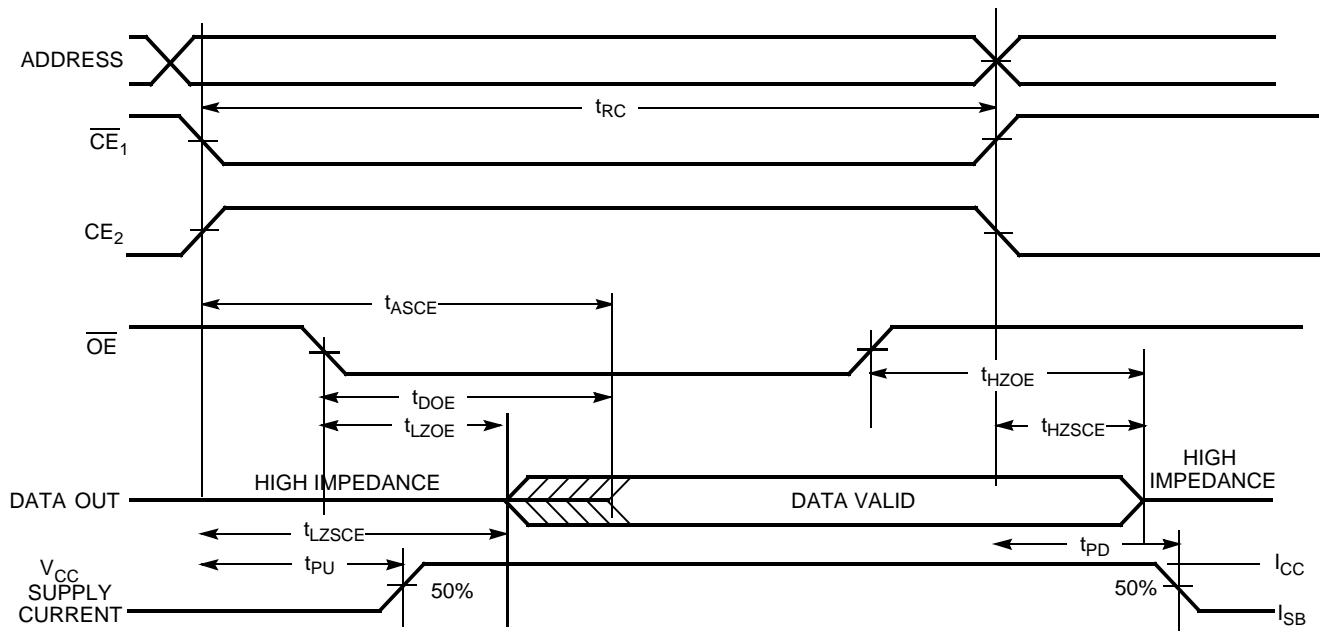 ADDRESS
tRC
CE1
CE2
tASCE
OE
tHZOE
tDOE
tLZOE
tHZSCE
HIGH IMPEDANCE
HIGH
IMPEDANCE
DATA OUT
DATA VALID
tLZSCE
tPD
VCC
SUPPLY
CURRENT
tPU
50%
50%
ICC
ISB